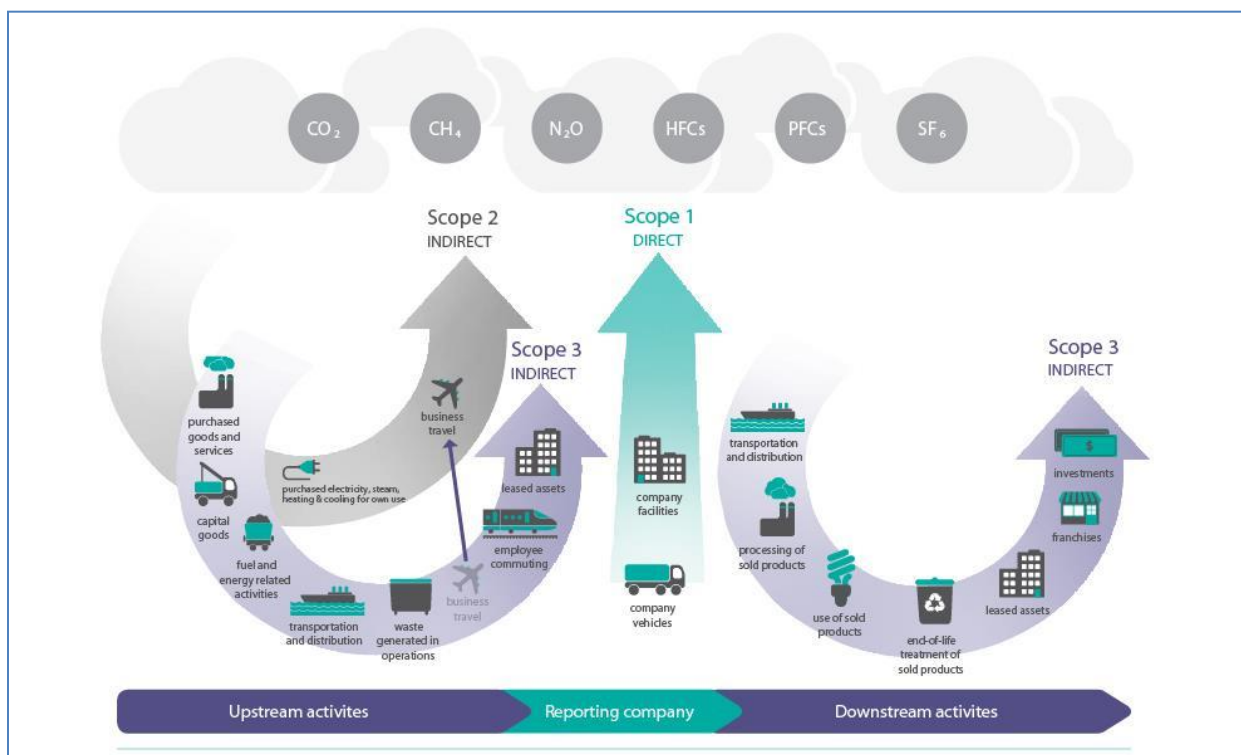 CO₂
CH₄
N₂O
HFCs
PFCs
SF₆
Scope 2
INDIRECT
Scope 1
DIRECT
Scope 3
INDIRECT
Scope 3
INDIRECT
purchased
goods and
services
capital
goods
fuel and
energy related
activities
transportation
and distribution
waste
generated in
operations
business
travel
employee
commuting
leased assets
purchased electricity, steam,
heating & cooling for own use
business
travel
company
facilities
company
vehicles
transportation
and distribution
processing of
sold products
use of sold
products
end-of-life
treatment of
sold products
leased assets
franchises
$
investments
Upstream activites
Reporting company
Downstream activites